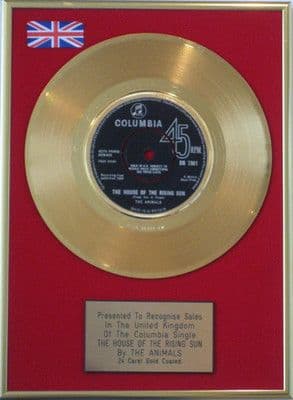 COLUMBIA
45
RPM
DB 7301
THE HOUSE OF THE RISING SUN
THE ANIMALS
Presented To Recognise Sales
In The United Kingdom
Of The Columbia Single
THE HOUSE OF THE RISING SUN
By THE ANIMALS
24 Carat Gold Coated